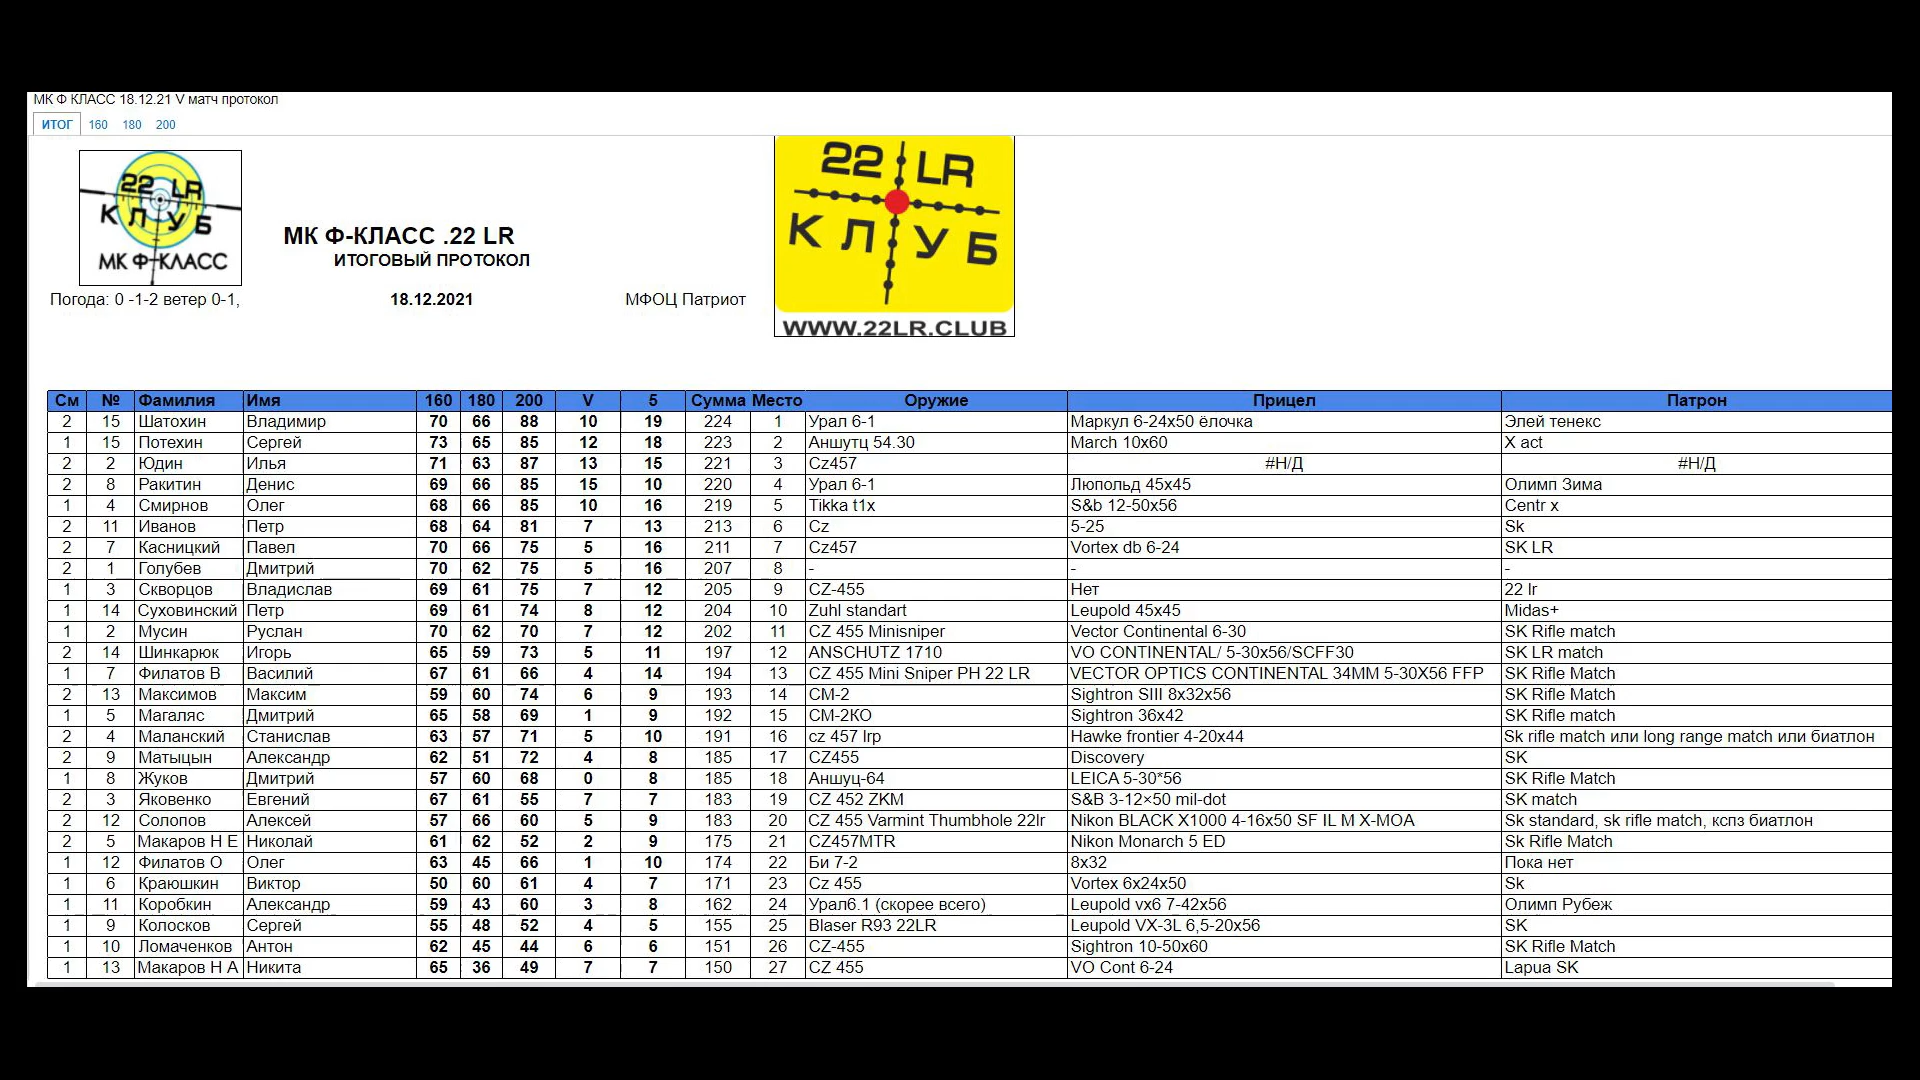 МК Ф КЛАСС 18.12.21 V матч протокол
ИТОГ 160 180 200
22 LR
КЛУБ
МК Ф-КЛАСС
МК Ф-КЛАСС .22 LR
ИТОГОВЫЙ ПРОТОКОЛ
22 LR
КЛУБ
WWW.22LR.CLUB
Погода: 0 -1-2 ветер 0-1, 18.12.2021 МФОЦ Патриот
См № Фамилия Имя 160 180 200 V 5 Сумма Место Оружие Прицел Патрон
2 15 Шатохин Владимир 70 66 88 10 19 224 1 Урал 6-1 Маркул 6-24x50 ёлочка Элей тенекс
1 15 Потехин Сергей 73 65 85 12 18 223 2 Аншутц 54.30 March 10x60 X act
2 2 Юдин Илья 71 63 87 13 15 221 3 Cz457 #Н/Д #Н/Д
2 8 Ракитин Денис 69 66 85 15 10 220 4 Урал 6-1 Люпольд 45x45 Олимп Зима
1 4 Смирнов Олег 68 66 85 10 16 219 5 Tikka t1x S&b 12-50x56 Centr x
2 11 Иванов Петр 68 64 81 7 13 213 6 Cz 5-25 Sk
2 7 Касницкий Павел 70 66 75 5 16 211 7 Cz457 Vortex db 6-24 SK LR
2 1 Голубев Дмитрий 70 62 75 5 16 207 8 - - -
1 3 Скворцов Владислав 69 61 75 7 12 205 9 CZ-455 Нет 22 lr
1 14 Суховинский Петр 69 61 74 8 12 204 10 Zuhl standart Leupold 45x45 Midas+
1 2 Мусин Руслан 70 62 70 7 12 202 11 CZ 455 Minisniper Vector Continental 6-30 SK Rifle match
2 14 Шинкарюк Игорь 65 59 73 5 11 197 12 ANSCHUTZ 1710 VO CONTINENTAL/ 5-30x56/SCFF30 SK LR match
1 7 Филатов В Василий 67 61 66 4 14 194 13 CZ 455 Mini Sniper PH 22 LR VECTOR OPTICS CONTINENTAL 34MM 5-30X56 FFP SK Rifle Match
2 13 Максимов Максим 59 60 74 6 9 193 14 СМ-2 Sightron SIII 8x32x56 SK Rifle Match
1 5 Магаляс Дмитрий 65 58 69 1 9 192 15 СМ-2КО Sightron 36x42 SK Rifle match
2 4 Маланский Станислав 63 57 71 5 10 191 16 cz 457 lrp Hawke frontier 4-20x44 Sk rifle match или long range match или биатлон
2 9 Матыцын Александр 62 51 72 4 8 185 17 CZ455 Discovery SK
1 8 Жуков Дмитрий 57 60 68 0 8 185 18 Аншуц-64 LEICA 5-30*56 SK Rifle Match
2 3 Яковенко Евгений 67 61 55 7 7 183 19 CZ 452 ZKM S&B 3-12×50 mil-dot SK match
2 12 Солопов Алексей 57 66 60 5 9 183 20 CZ 455 Varmint Thumbhole 22lr Nikon BLACK X1000 4-16x50 SF IL M X-MOA Sk standard, sk rifle match, кспз биатлон
2 5 Макаров Н Е Николай 61 62 52 2 9 175 21 CZ457MTR Nikon Monarch 5 ED Sk Rifle Match
1 12 Филатов О Олег 63 45 66 1 10 174 22 Би 7-2 8x32 Пока нет
1 6 Краюшкин Виктор 50 60 61 4 7 171 23 Cz 455 Vortex 6x24x50 Sk
1 11 Коробкин Александр 59 43 60 3 8 162 24 Урал6.1 (скорее всего) Leupold vx6 7-42x56 Олимп Рубеж
1 9 Колосков Сергей 55 48 52 4 5 155 25 Blaser R93 22LR Leupold VX-3L 6,5-20x56 SK
1 10 Ломаченков Антон 62 45 44 6 6 151 26 CZ-455 Sightron 10-50x60 SK Rifle Match
1 13 Макаров Н А Никита 65 36 49 7 7 150 27 CZ 455 VO Cont 6-24 Lapua SK